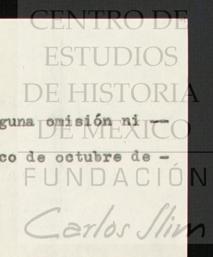 CENTRO DE
ESTUDIOS
DE HISTORIA
guna omisión ni --
DE MÉXICO
co de octubre de -
FUNDACIÓN
Carlos Slim